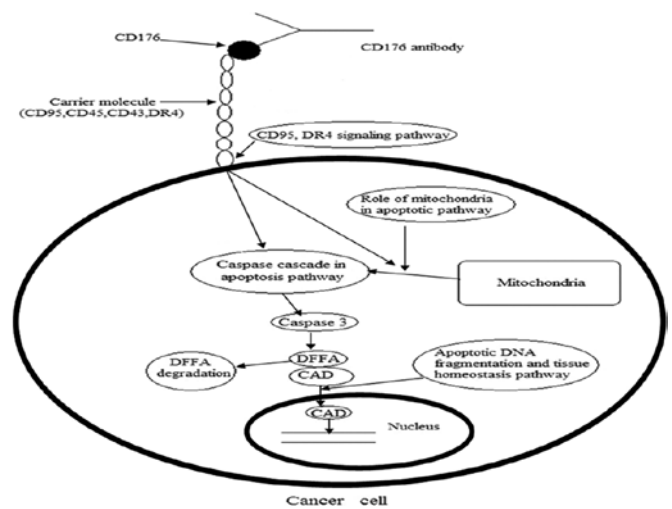 CD176
CD176 antibody
Carrier molecule
(CD95,CD45,CD43,DR4)
CD95, DR4 signaling pathway
Role of mitochondria
in apoptotic pathway
Caspase cascade in
apoptosis pathway
Mitochondria
Caspase 3
DFFA
degradation
DFFA
CAD
Apoptotic DNA
fragmentation and tissue
homeostasis pathway
CAD
Nucleus
Cancer cell